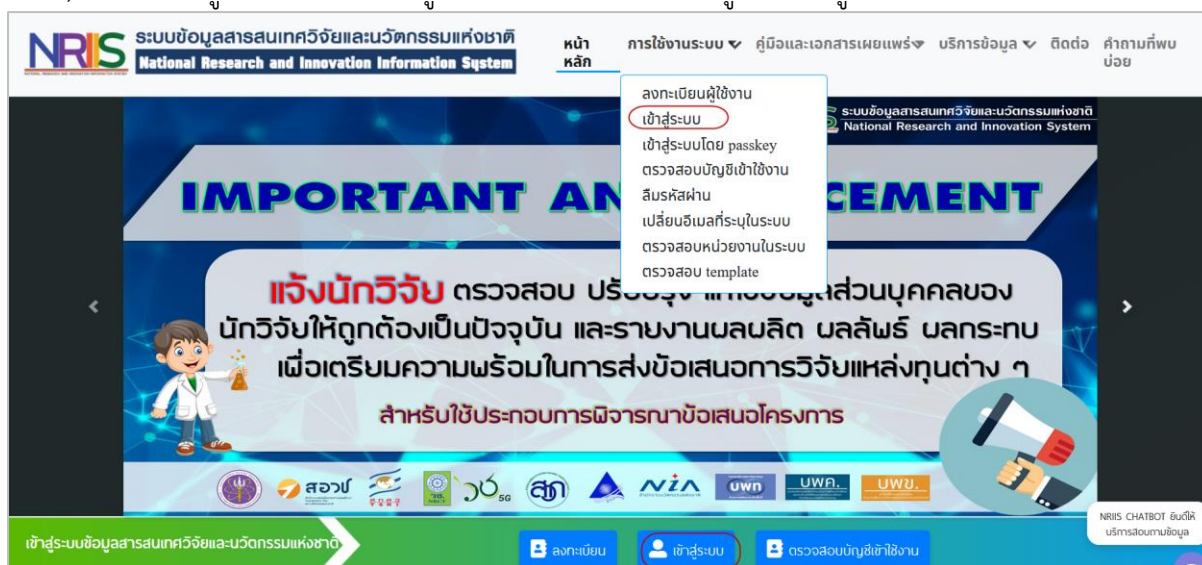 NRIIS ระบบข้อมูลสารสนเทศวิจัยและนวัตกรรมแห่งชาติ
National Research and Innovation Information System
หน้าหลัก
การใช้งานระบบ
คู่มือและเอกสารเผยแพร่
บริการข้อมูล
ติดต่อ
คำถามที่พบบ่อย
ลงทะเบียนผู้ใช้งาน
เข้าสู่ระบบ
เข้าสู่ระบบโดย passkey
ตรวจสอบบัญชีเข้าใช้งาน
ลืมรหัสผ่าน
เปลี่ยนอีเมลที่ระบุในระบบ
ตรวจสอบหน่วยงานในระบบ
ตรวจสอบ template
ระบบข้อมูลสารสนเทศวิจัยและนวัตกรรมแห่งชาติ
National Research and Innovation System
IMPORTANT AN CEMENT
แจ้งนักวิจัย ตรวจสอบ ปรับปรุง แก้ไขข้อมูลส่วนบุคคลของ
นักวิจัยให้ถูกต้องเป็นปัจจุบัน และรายงานผลผลิต ผลลัพธ์ ผลกระทบ
เพื่อเตรียมความพร้อมในการส่งข้อเสนอการวิจัยแหล่งทุนต่าง ๆ
สำหรับใช้ประกอบการพิจารณาข้อเสนอโครงการ
สอวช วช. 5G สก NIA บพท บพค. บพข.
NRIIS CHATBOT ยินดีให้
บริการสอบถามข้อมูล
เข้าสู่ระบบข้อมูลสารสนเทศวิจัยและนวัตกรรมแห่งชาติ
ลงทะเบียน
เข้าสู่ระบบ
ตรวจสอบบัญชีเข้าใช้งาน